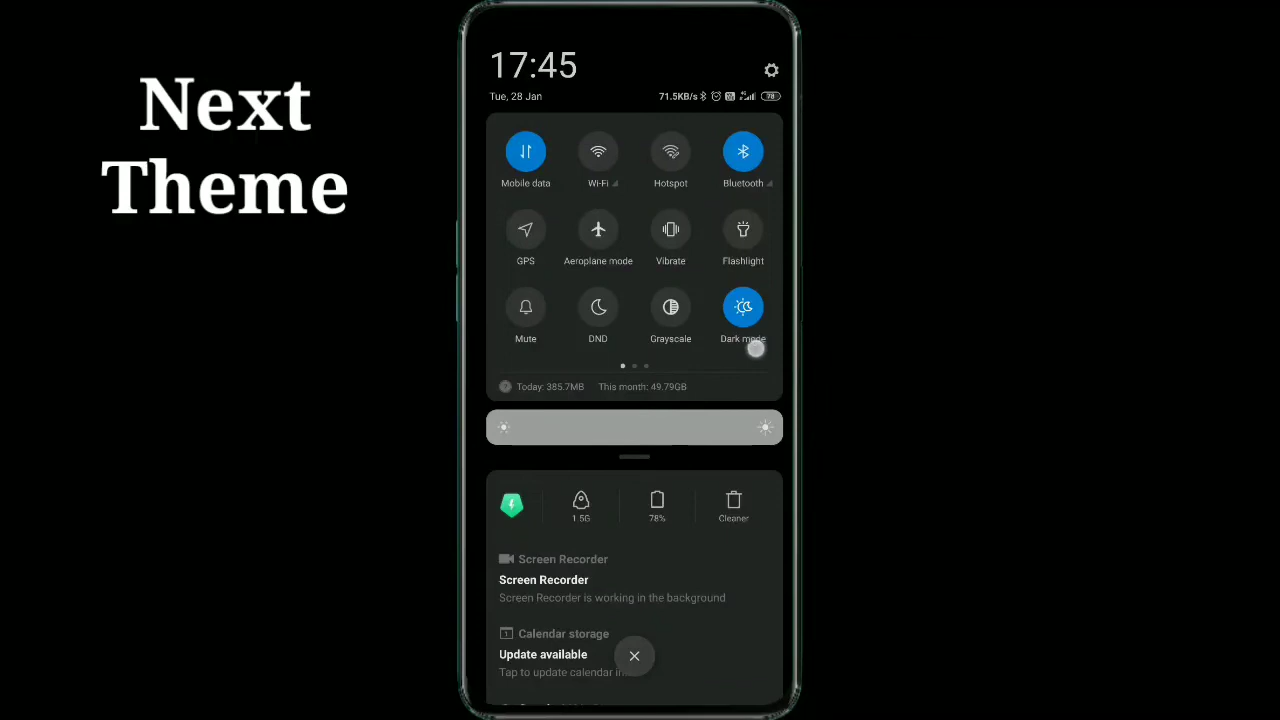 Next
Theme
17:45
Tue, 28 Jan
71.5KB/s 4G 78
Mobile data
Wi-Fi
Hotspot
Bluetooth
GPS
Aeroplane mode
Vibrate
Flashlight
Mute
DND
Grayscale
Dark mode
Today: 385.7MB This month: 49.79GB
1.5G
78%
Cleaner
Screen Recorder
Screen Recorder
Screen Recorder is working in the background
Calendar storage
Update available
Tap to update calendar